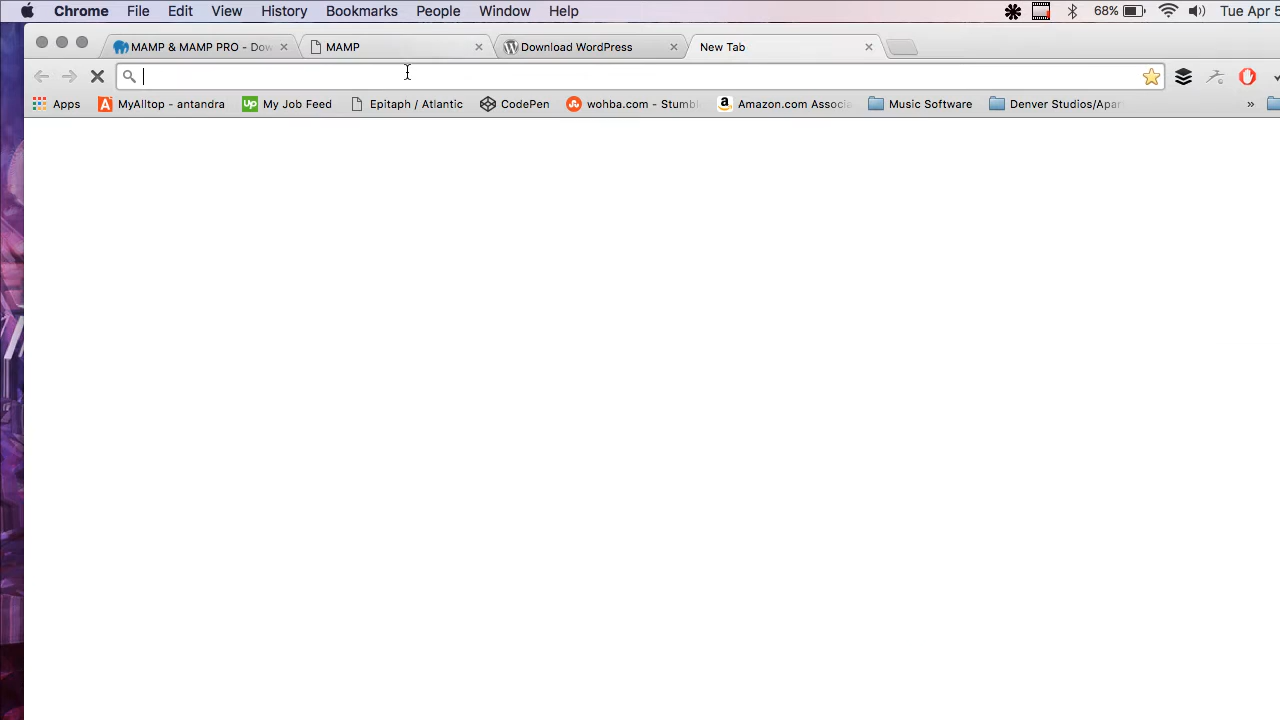 Chrome File Edit View History Bookmarks People Window Help 68% Tue Apr 5
MAMP & MAMP PRO - Dow MAMP Download WordPress New Tab
Apps MyAlltop - antandra My Job Feed Epitaph / Atlantic CodePen wohba.com - Stumbl Amazon.com Associa Music Software Denver Studios/Apar »